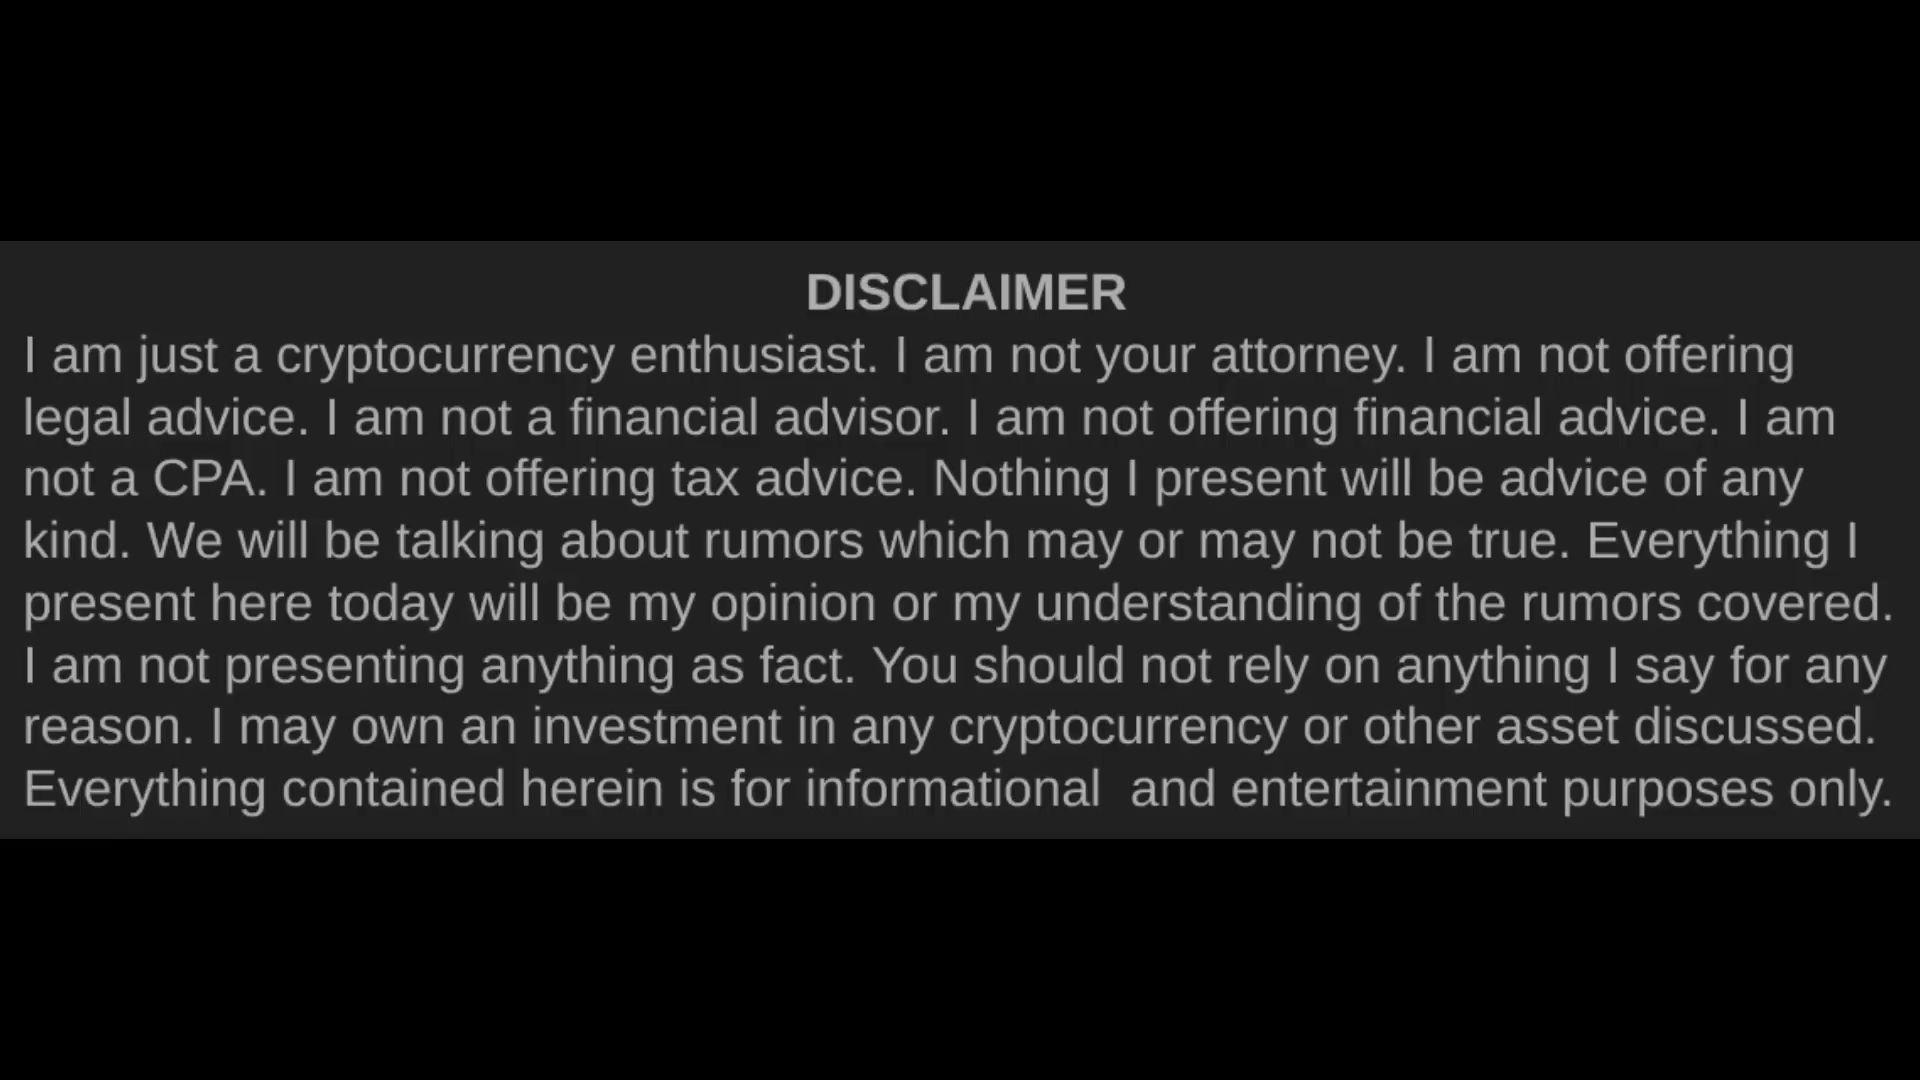 DISCLAIMER
I am just a cryptocurrency enthusiast. I am not your attorney. I am not offering
legal advice. I am not a financial advisor. I am not offering financial advice. I am
not a CPA. I am not offering tax advice. Nothing I present will be advice of any
kind. We will be talking about rumors which may or may not be true. Everything I
present here today will be my opinion or my understanding of the rumors covered.
I am not presenting anything as fact. You should not rely on anything I say for any
reason. I may own an investment in any cryptocurrency or other asset discussed.
Everything contained herein is for informational  and entertainment purposes only.